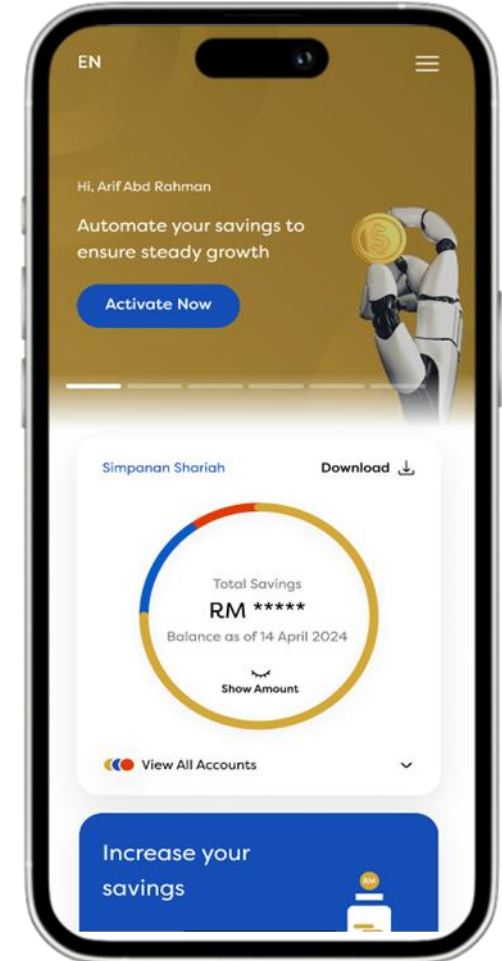 EN
Hi, Arif Abd Rahman
Automate your savings to
ensure steady growth
Activate Now
Simpanan Shariah
Download
Total Savings
RM *****
Balance as of 14 April 2024
Show Amount
View All Accounts
Increase your
savings
RM